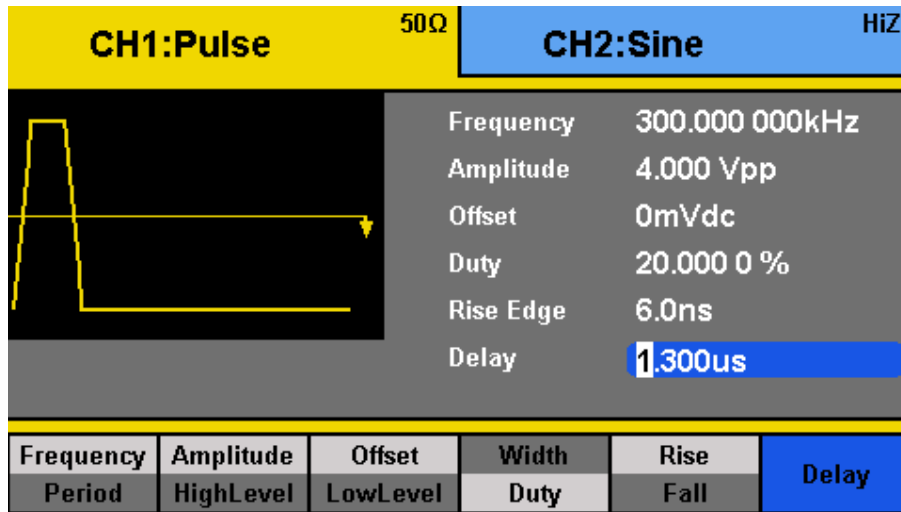 CH1:Pulse 50Ω CH2:Sine HiZ
Frequency 300.000 000kHz
Amplitude 4.000 Vpp
Offset 0mVdc
Duty 20.000 0 %
Rise Edge 6.0ns
Delay 1.300us
Frequency Amplitude Offset Width Rise Delay
Period HighLevel LowLevel Duty Fall